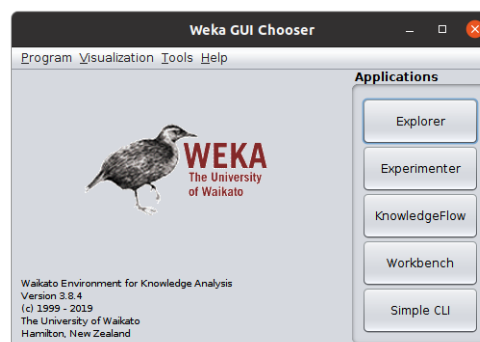 Weka GUI Chooser
Program Visualization Tools Help
Applications
Explorer
Experimenter
KnowledgeFlow
Workbench
Simple CLI
WEKA
The University
of Waikato
Waikato Environment for Knowledge Analysis
Version 3.8.4
(c) 1999 - 2019
The University of Waikato
Hamilton, New Zealand